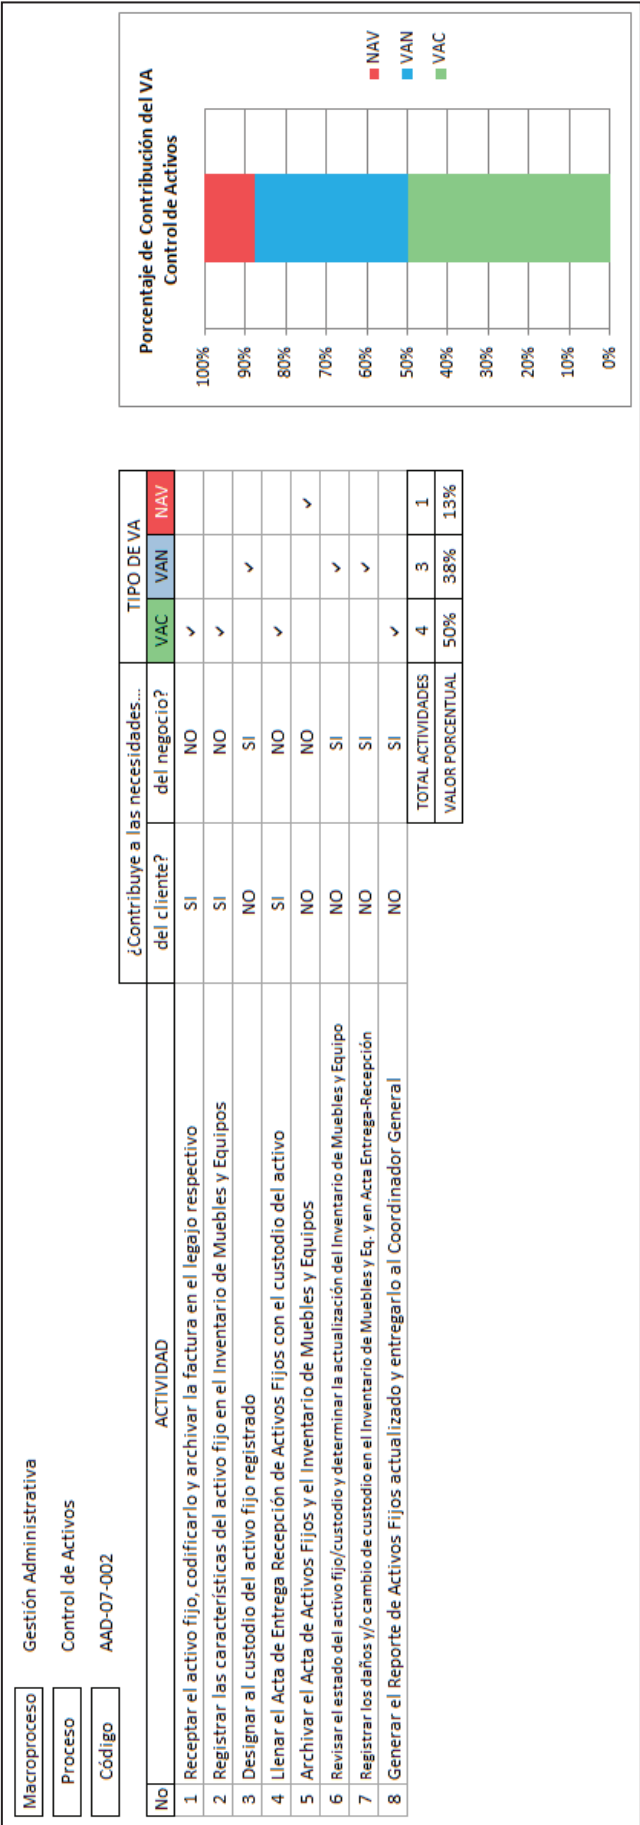 Macroproceso Gestión Administrativa
Proceso Control de Activos
Código AAD-07-002
¿Contribuye a las necesidades... TIPO DE VA
No ACTIVIDAD del cliente? del negocio? VAC VAN NAV
1 Receptar el activo fijo, codificarlo y archivar la factura en el legajo respectivo SI NO ✓
2 Registrar las características del activo fijo en el Inventario de Muebles y Equipos SI NO ✓
3 Designar al custodio del activo fijo registrado NO SI ✓
4 Llenar el Acta de Entrega Recepción de Activos Fijos con el custodio del activo SI NO ✓
5 Archivar el Acta de Activos Fijos y el Inventario de Muebles y Equipos NO NO ✓
6 Revisar el estado del activo fijo/custodio y determinar la actualización del Inventario de Muebles y Equipo NO SI ✓
7 Registrar los daños y/o cambio de custodio en el Inventario de Muebles y Eq. y en Acta Entrega-Recepción NO SI ✓
8 Generar el Reporte de Activos Fijos actualizado y entregarlo al Coordinador General NO SI ✓
TOTAL ACTIVIDADES 4 3 1
VALOR PORCENTUAL 50% 38% 13%
Porcentaje de Contribución del VA
Control de Activos
100%
90%
80%
70%
60%
50%
40%
30%
20%
10%
0%
NAV
VAN
VAC